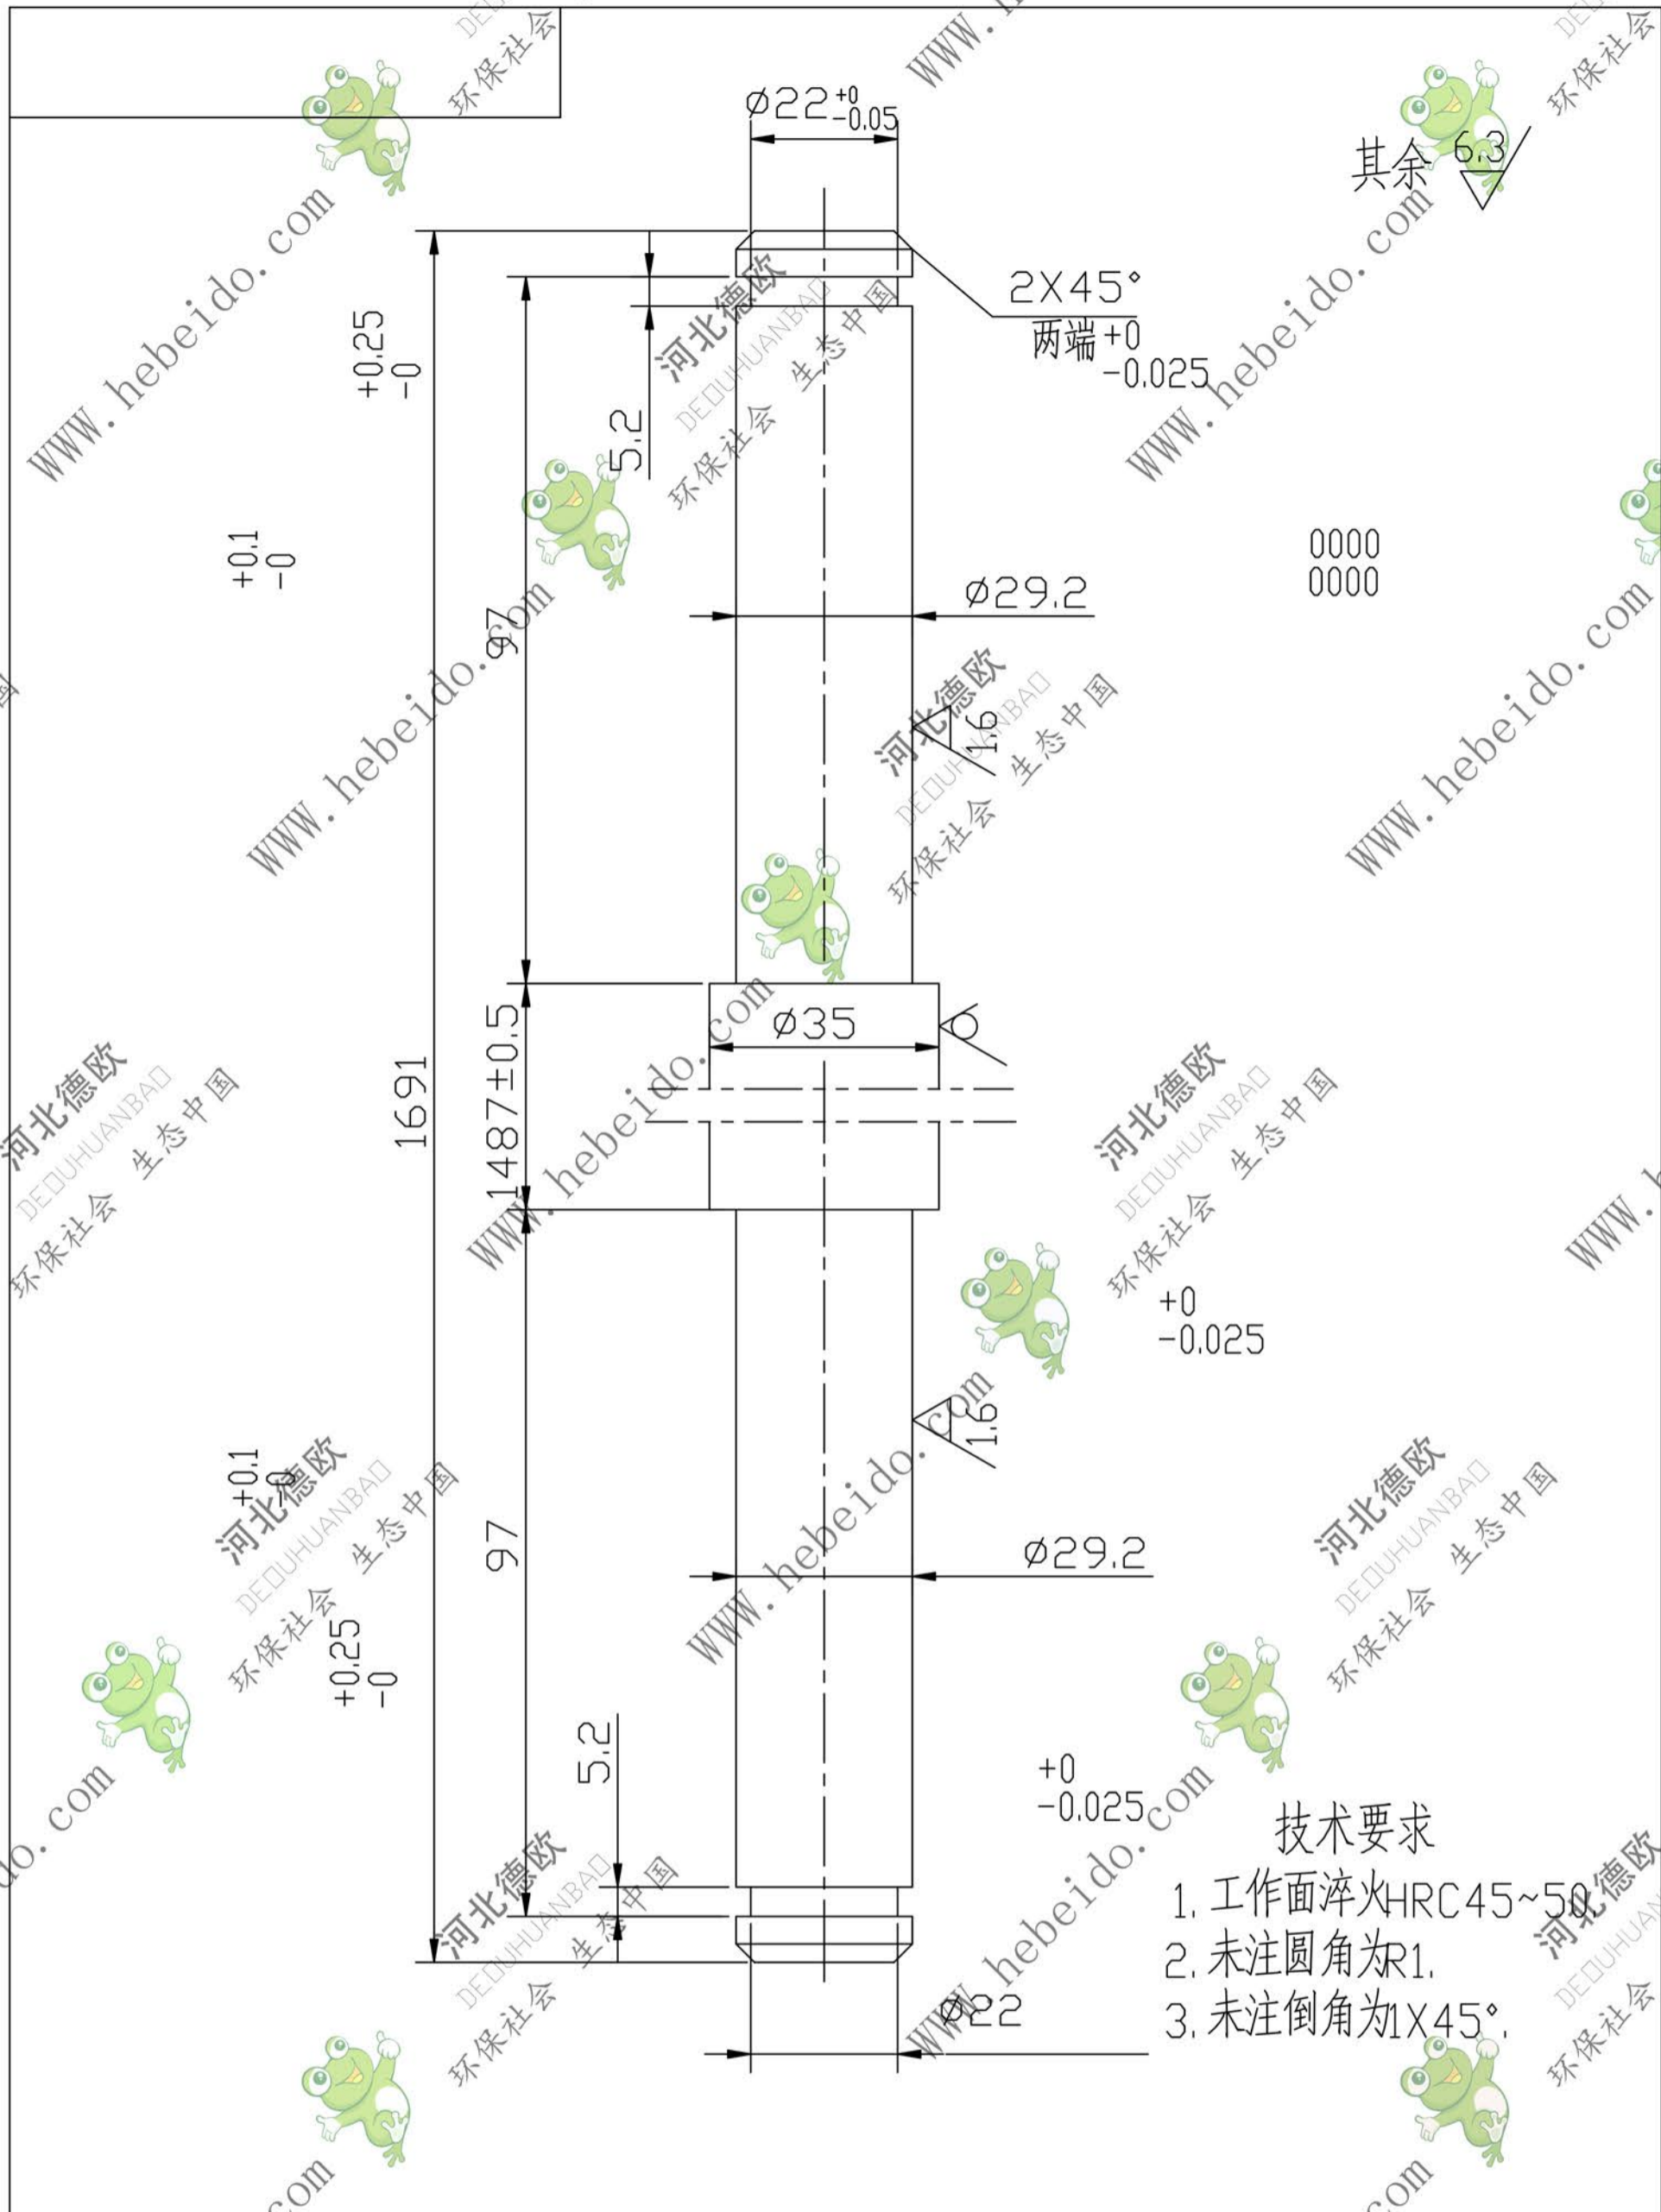 Ø22 +0 -0.05
其余 6.3
2X45°
两端 +0
-0.025
+0.25
-0
5.2
+0.1
-0
97
Ø29.2
0000
0000
1.6
Ø35
1487±0.5
1691
+0
-0.025
1.6
+0.1
-0
97
Ø29.2
+0.25
-0
5.2
+0
-0.025
Ø22
技术要求
1. 工作面淬火HRC45~50
2. 未注圆角为R1.
3. 未注倒角为1X45°.
河北德欧
DEOUHUANBAO
环保社会 生态中国
WWW.hebeido.com